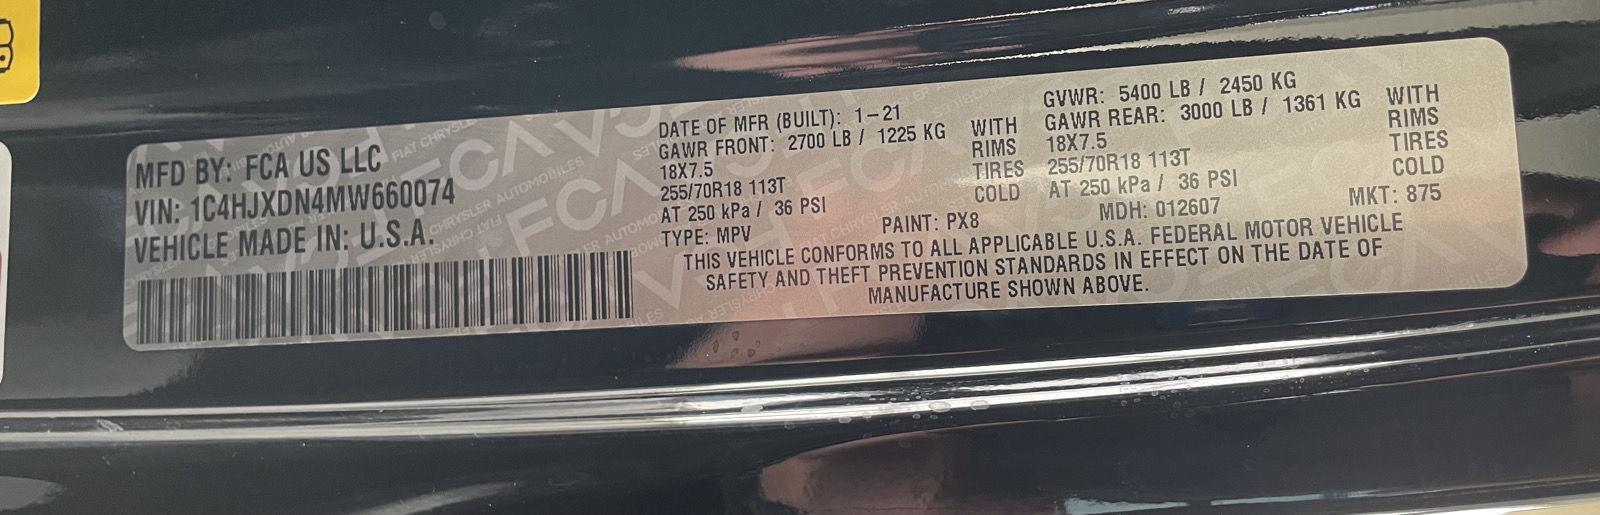 MFD BY: FCA US LLC
VIN: 1C4HJXDN4MW660074
VEHICLE MADE IN: U.S.A.
DATE OF MFR (BUILT): 1-21 GVWR: 5400 LB / 2450 KG
GAWR FRONT: 2700 LB / 1225 KG WITH GAWR REAR: 3000 LB / 1361 KG WITH
18X7.5 RIMS 18X7.5 RIMS
255/70R18 113T TIRES 255/70R18 113T TIRES
AT 250 kPa / 36 PSI COLD AT 250 kPa / 36 PSI COLD
TYPE: MPV PAINT: PX8 MDH: 012607 MKT: 875
THIS VEHICLE CONFORMS TO ALL APPLICABLE U.S.A. FEDERAL MOTOR VEHICLE
SAFETY AND THEFT PREVENTION STANDARDS IN EFFECT ON THE DATE OF
MANUFACTURE SHOWN ABOVE.